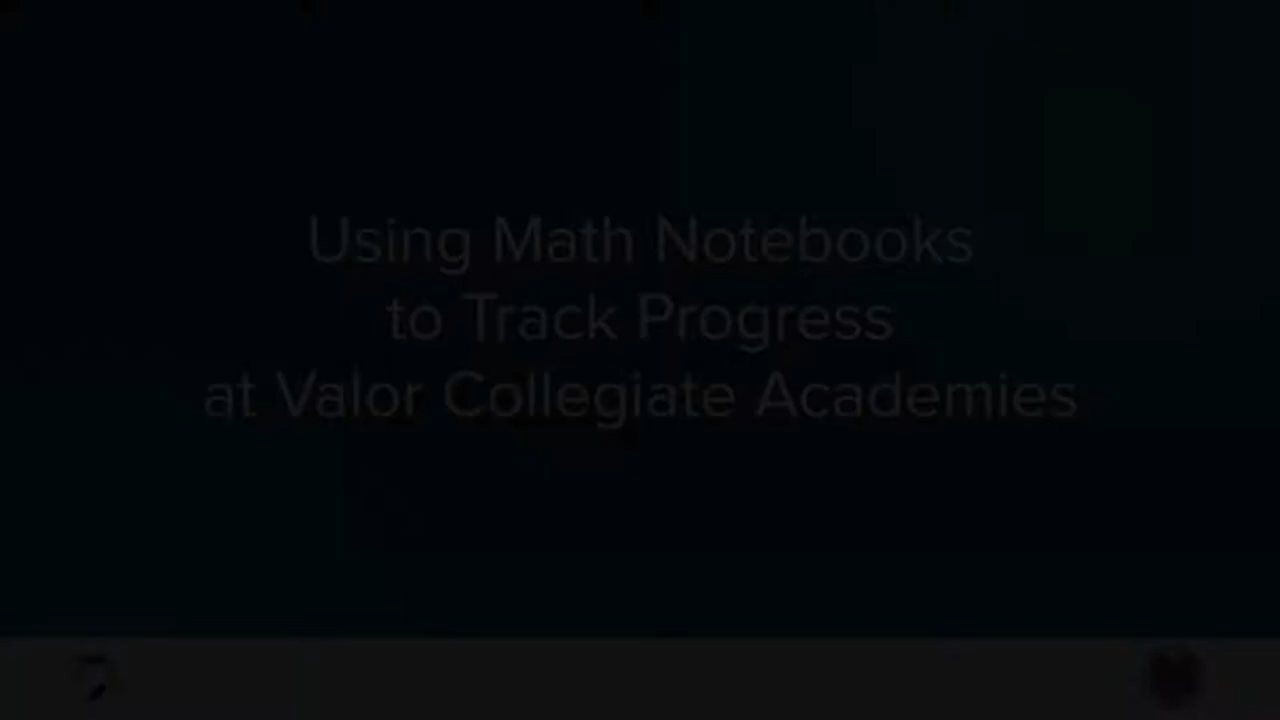 Using Math Notebooks
to Track Progress
at Valor Collegiate Academies